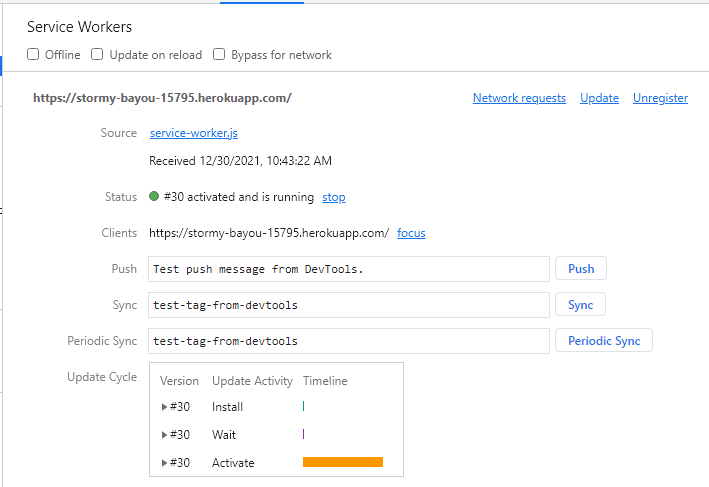 Service Workers
Offline Update on reload Bypass for network
https://stormy-bayou-15795.herokuapp.com/ Network requests Update Unregister
Source service-worker.js
Received 12/30/2021, 10:43:22 AM
Status #30 activated and is running stop
Clients https://stormy-bayou-15795.herokuapp.com/ focus
Push Test push message from DevTools. Push
Sync test-tag-from-devtools Sync
Periodic Sync test-tag-from-devtools Periodic Sync
Update Cycle
Version Update Activity Timeline
#30 Install
#30 Wait
#30 Activate